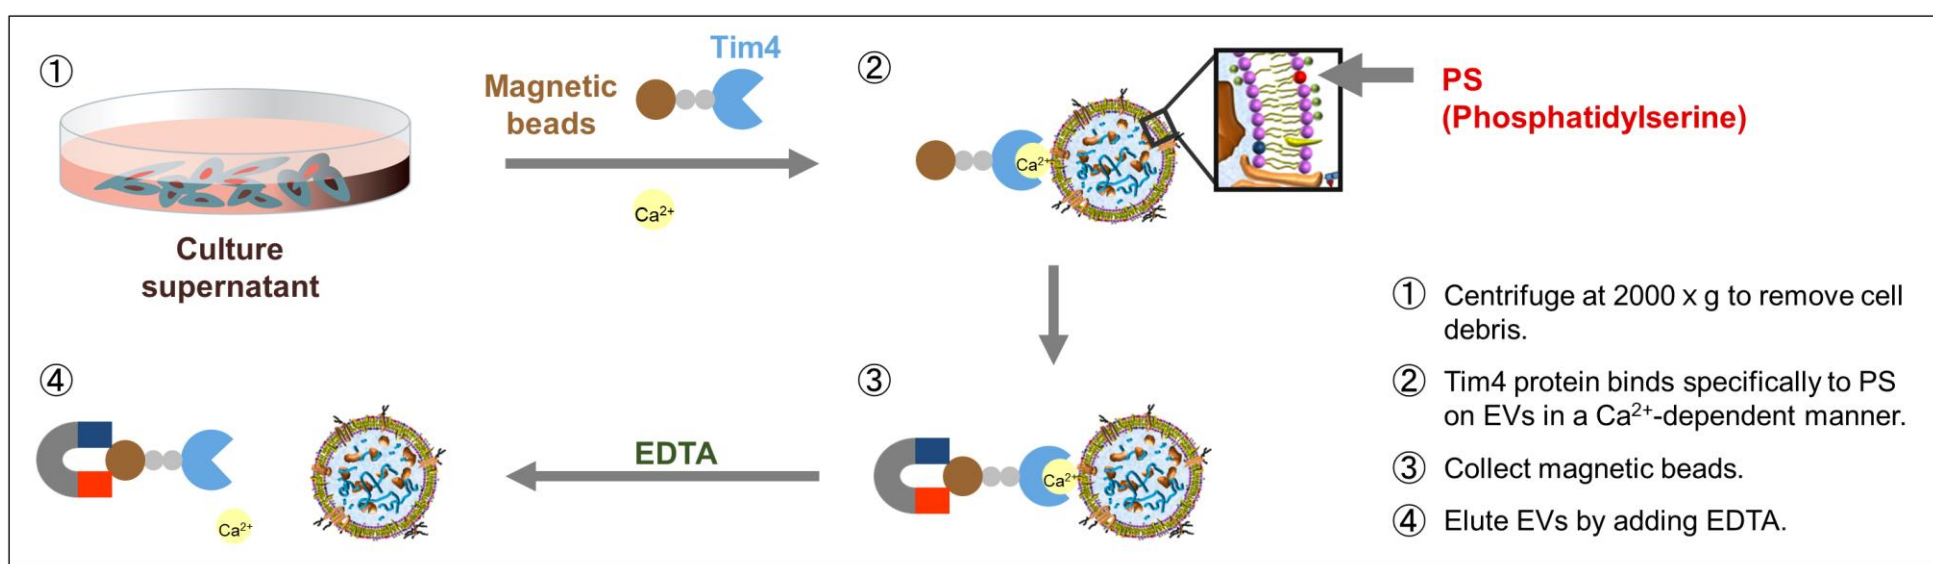 ①
Tim4
Magnetic
beads
Ca²⁺
Culture
supernatant
②
Ca²⁺
PS
(Phosphatidylserine)
④
Ca²⁺
EDTA
③
Ca²⁺
① Centrifuge at 2000 x g to remove cell
debris.
② Tim4 protein binds specifically to PS
on EVs in a Ca²⁺-dependent manner.
③ Collect magnetic beads.
④ Elute EVs by adding EDTA.